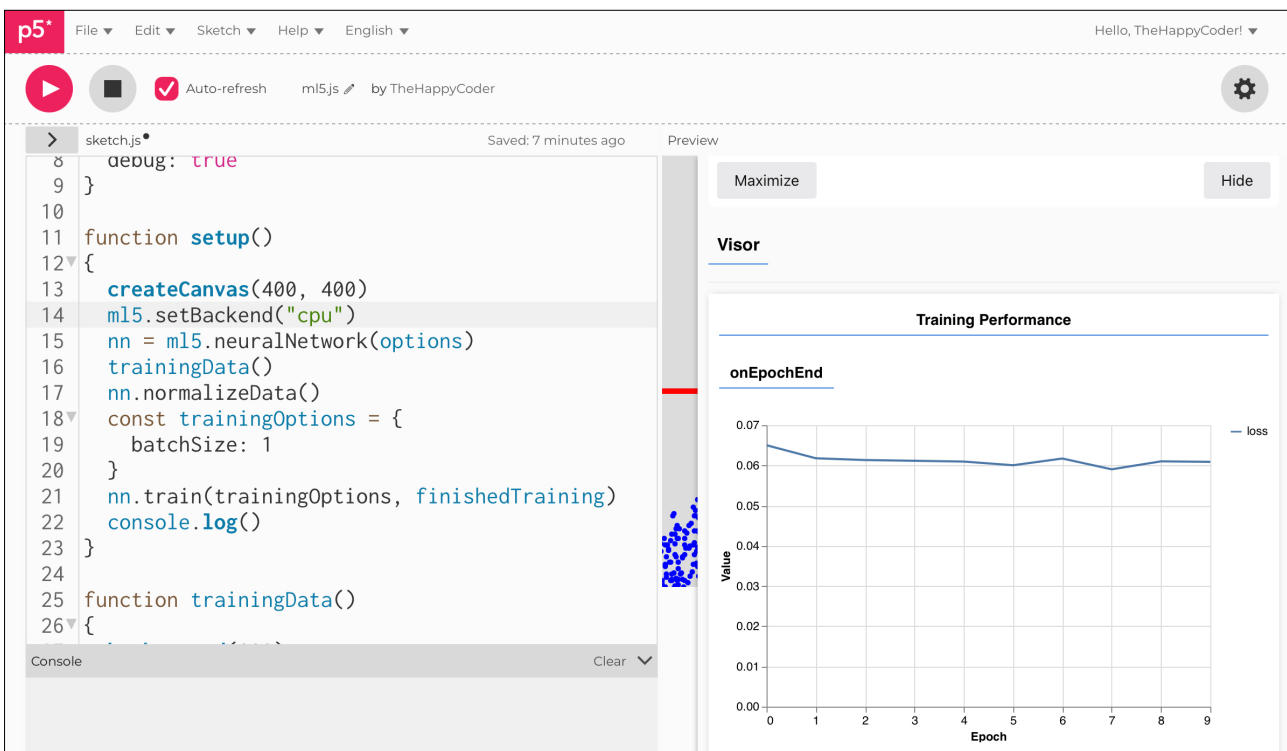 p5* File Edit Sketch Help English Hello, TheHappyCoder!
Auto-refresh ml5.js by TheHappyCoder
sketch.js Saved: 7 minutes ago Preview
8 debug: true
9 }
10
11 function setup()
12 {
13 createCanvas(400, 400)
14 ml5.setBackend("cpu")
15 nn = ml5.neuralNetwork(options)
16 trainingData()
17 nn.normalizeData()
18 const trainingOptions = {
19 batchSize: 1
20 }
21 nn.train(trainingOptions, finishedTraining)
22 console.log()
23 }
24
25 function trainingData()
26 {
Console Clear
Maximize Hide
Visor
Training Performance
onEpochEnd
loss
0.07
0.06
0.05
0.04
0.03
0.02
0.01
0.00
Value
0 1 2 3 4 5 6 7 8 9
Epoch